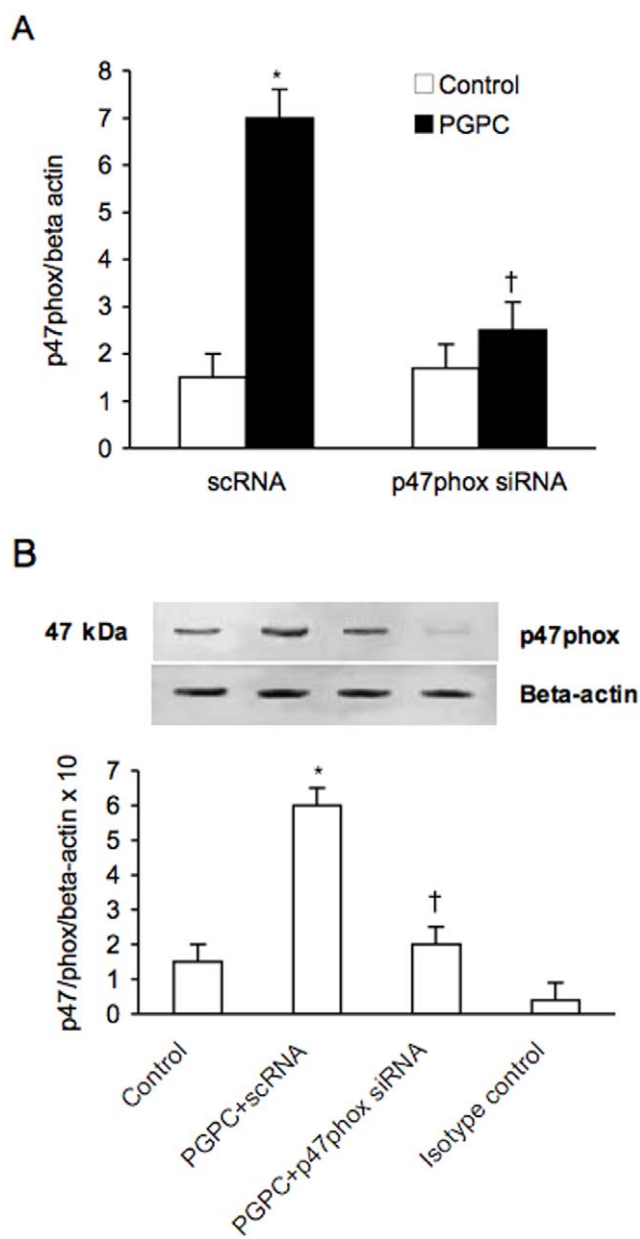 A
p47phox/beta actin
8
7
6
5
4
3
2
1
0
*
†
Control
PGPC
scRNA p47phox siRNA
B
47 kDa p47phox
Beta-actin
p47/phox/beta-actin x 10
7
6
5
4
3
2
1
0
*
†
Control
PGPC+scRNA
PGPC+p47phox siRNA
Isotype control